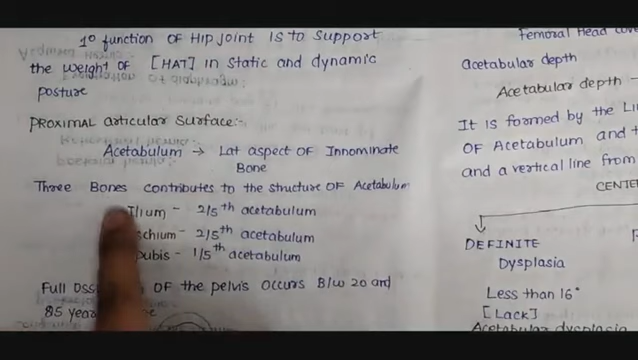 1° function OF Hip joint Is to Support
the weight OF [HAT] in Static and dynamic
posture
PROXIMAL articular Surface:-
Acetabulum → Lat aspect OF Innominate
Bone
Three Bones contributes to the structure OF Acetabulum
Ilium - 2/5th acetabulum
chium - 2/5th acetabulum
pubis - 1/5th acetabulum
Full Oss OF the pelvis occurs B/w 20 and
year
Femoral Head
acetabular depth
Acetabular depth -
It is formed by the
OF Acetabulum and
and a vertical line from
CENTE
DEFINITE
Dysplasia
Less than 16°
[Lack]
Acetabular dysplasia